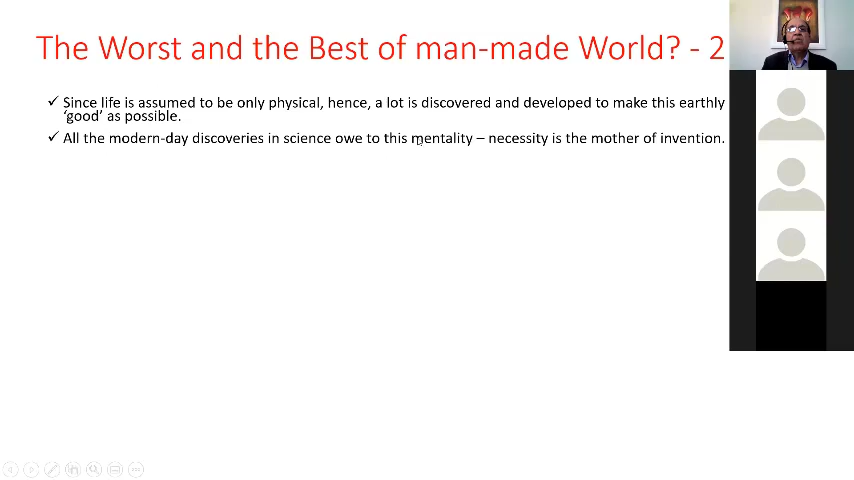 The Worst and the Best of man-made World? - 2
✓ Since life is assumed to be only physical, hence, a lot is discovered and developed to make this earthly
‘good’ as possible.
✓ All the modern-day discoveries in science owe to this mentality – necessity is the mother of invention.